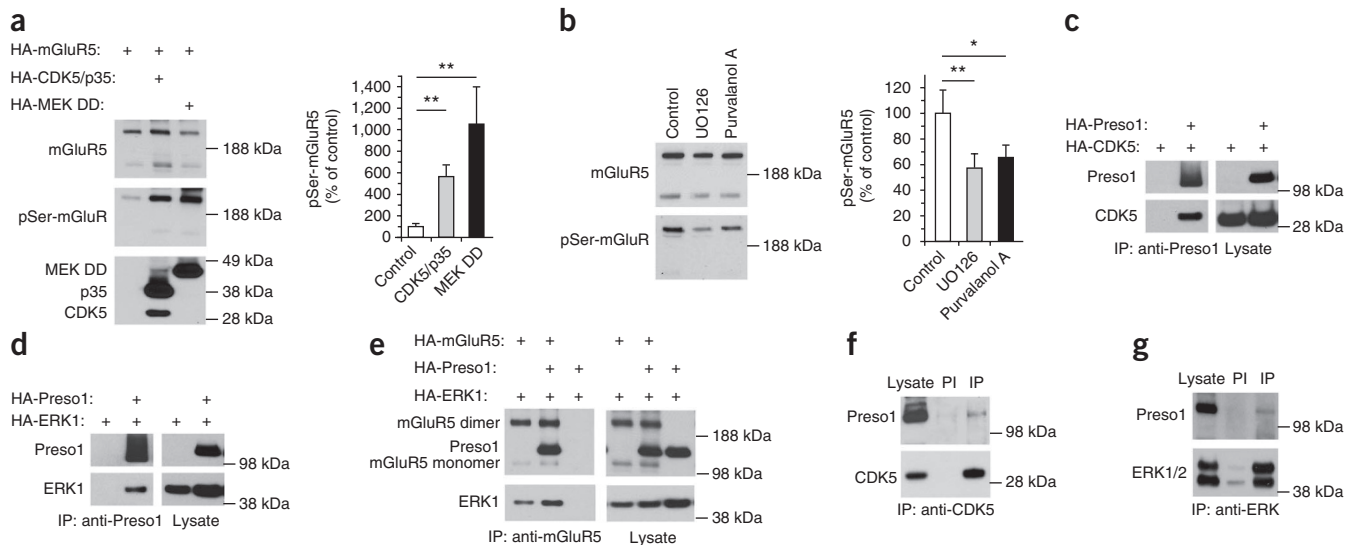 a
HA-mGluR5: + + +
HA-CDK5/p35: +
HA-MEK DD: +
mGluR5
188 kDa
pSer-mGluR
188 kDa
MEK DD
p35
CDK5
49 kDa
38 kDa
28 kDa
pSer-mGluR5
(% of control)
1,400
1,200
1,000
800
600
400
200
0
**
**
Control
CDK5/p35
MEK DD
b
Control
UO126
Purvalanol A
mGluR5
188 kDa
pSer-mGluR
188 kDa
pSer-mGluR5
(% of control)
120
100
80
60
40
20
0
*
**
Control
UO126
Purvalanol A
c
HA-Preso1: + +
HA-CDK5: + + + +
Preso1
98 kDa
CDK5
28 kDa
IP: anti-Preso1 Lysate
d
HA-Preso1: + +
HA-ERK1: + + + +
Preso1
98 kDa
ERK1
38 kDa
IP: anti-Preso1 Lysate
e
HA-mGluR5: + + + +
HA-Preso1: + + + +
HA-ERK1: + + + + + +
mGluR5 dimer
Preso1
mGluR5 monomer
188 kDa
98 kDa
ERK1
38 kDa
IP: anti-mGluR5 Lysate
f
Lysate PI IP
Preso1
98 kDa
CDK5
28 kDa
IP: anti-CDK5
g
Lysate PI IP
Preso1
98 kDa
ERK1/2
38 kDa
IP: anti-ERK